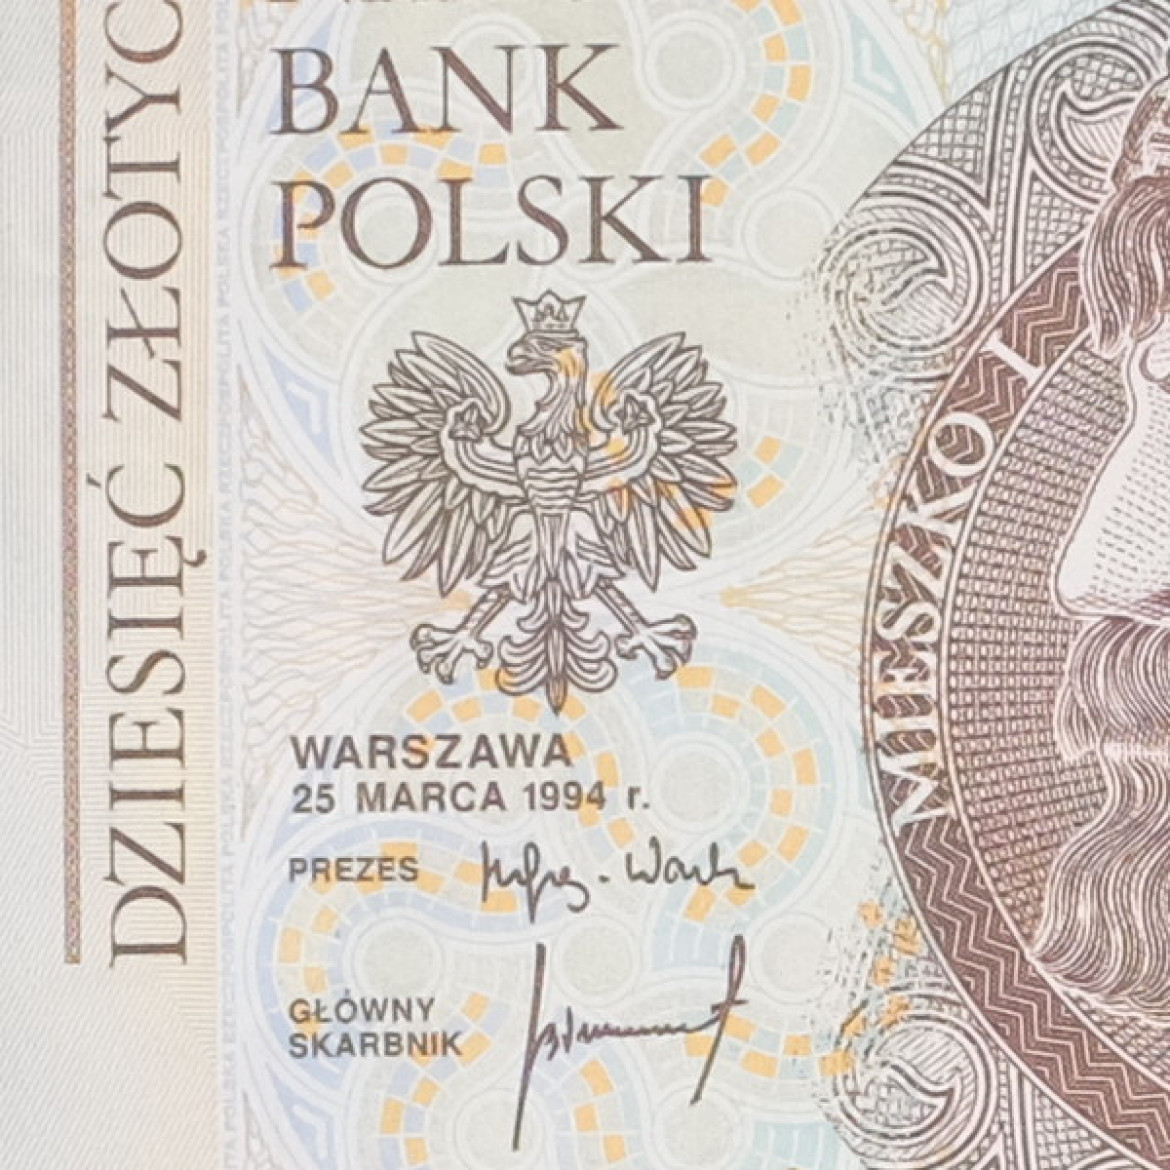 BANK
POLSKI
DZIESIĘĆ ZŁOTYC
MIESZKO I
WARSZAWA
25 MARCA 1994 r.
PREZES
GŁÓWNY
SKARBNIK